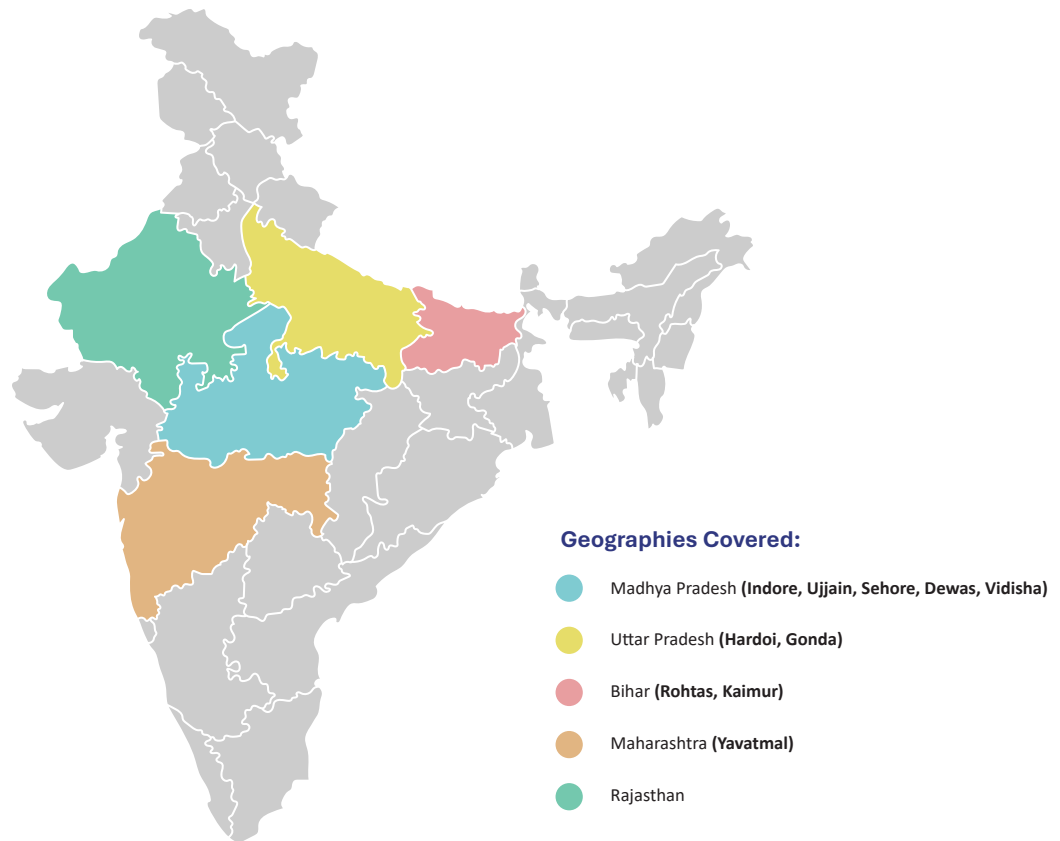 Geographies Covered:
Madhya Pradesh (Indore, Ujjain, Sehore, Dewas, Vidisha)
Uttar Pradesh (Hardoi, Gonda)
Bihar (Rohtas, Kaimur)
Maharashtra (Yavatmal)
Rajasthan